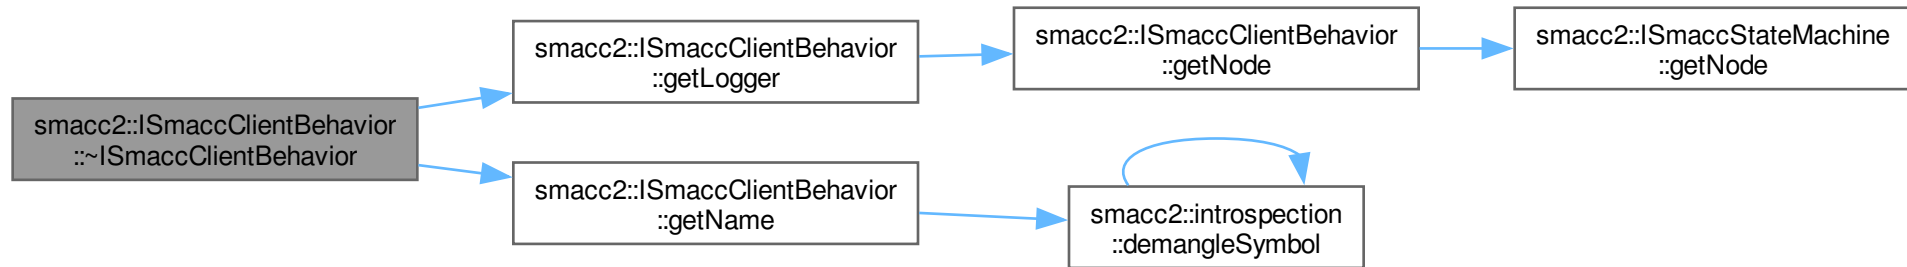 smacc2::ISmaccClientBehavior
::~ISmaccClientBehavior
smacc2::ISmaccClientBehavior
::getLogger
smacc2::ISmaccClientBehavior
::getNode
smacc2::ISmaccStateMachine
::getNode
smacc2::ISmaccClientBehavior
::getName
smacc2::introspection
::demangleSymbol